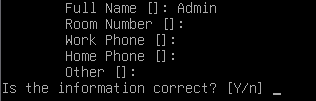 Full Name []: Admin
Room Number []:
Work Phone []:
Home Phone []:
Other []:
Is the information correct? [Y/n] _